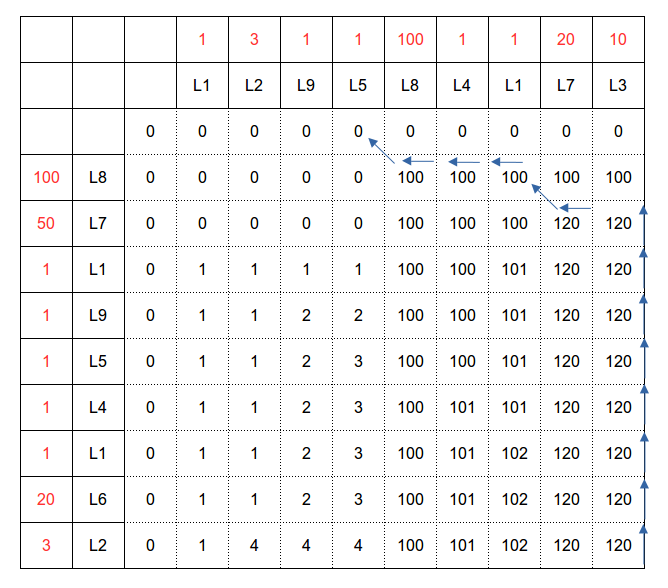 1 3 1 1 100 1 1 20 10
L1 L2 L9 L5 L8 L4 L1 L7 L3
0 0 0 0 0 0 0 0 0 0
100 L8 0 0 0 0 0 100 100 100 100 100
50 L7 0 0 0 0 0 100 100 100 120 120
1 L1 0 1 1 1 1 100 100 101 120 120
1 L9 0 1 1 2 2 100 100 101 120 120
1 L5 0 1 1 2 3 100 100 101 120 120
1 L4 0 1 1 2 3 100 101 101 120 120
1 L1 0 1 1 2 3 100 101 102 120 120
20 L6 0 1 1 2 3 100 101 102 120 120
3 L2 0 1 4 4 4 100 101 102 120 120